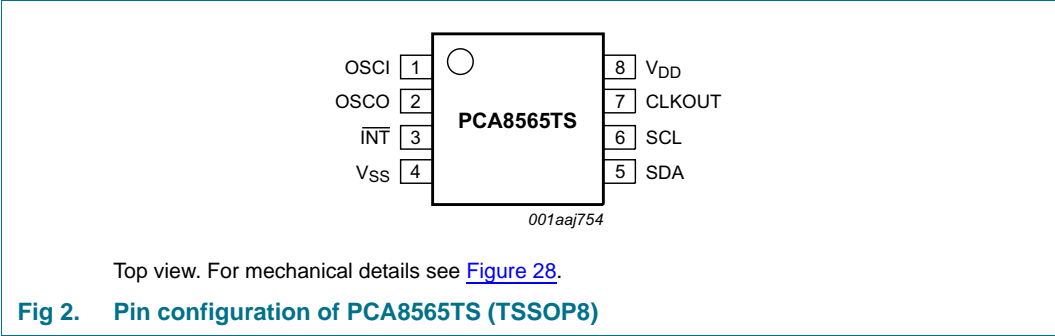 OSCI 1 8 VDD
OSCO 2 PCA8565TS 7 CLKOUT
INT 3 6 SCL
VSS 4 5 SDA
001aaj754
Top view. For mechanical details see Figure 28.
Fig 2. Pin configuration of PCA8565TS (TSSOP8)